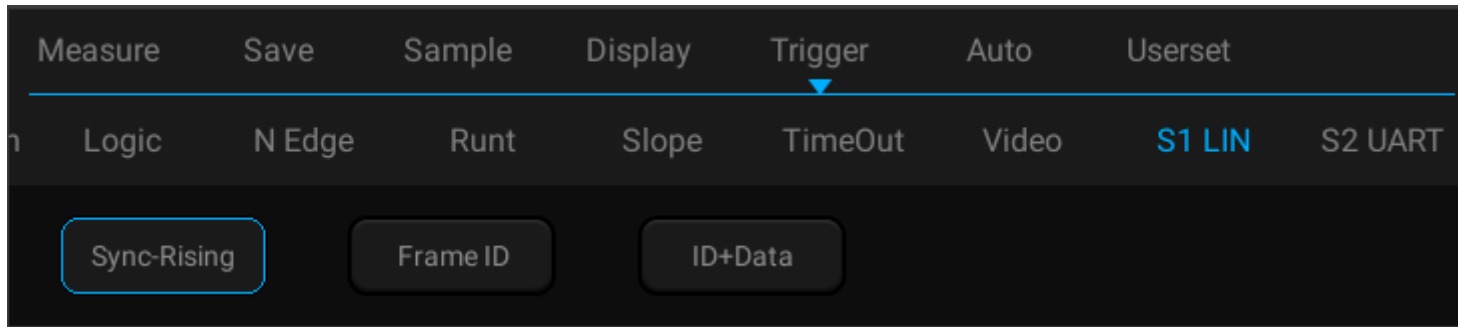 Measure Save Sample Display Trigger Auto Userset
Logic N Edge Runt Slope TimeOut Video S1 LIN S2 UART
Sync-Rising Frame ID ID+Data